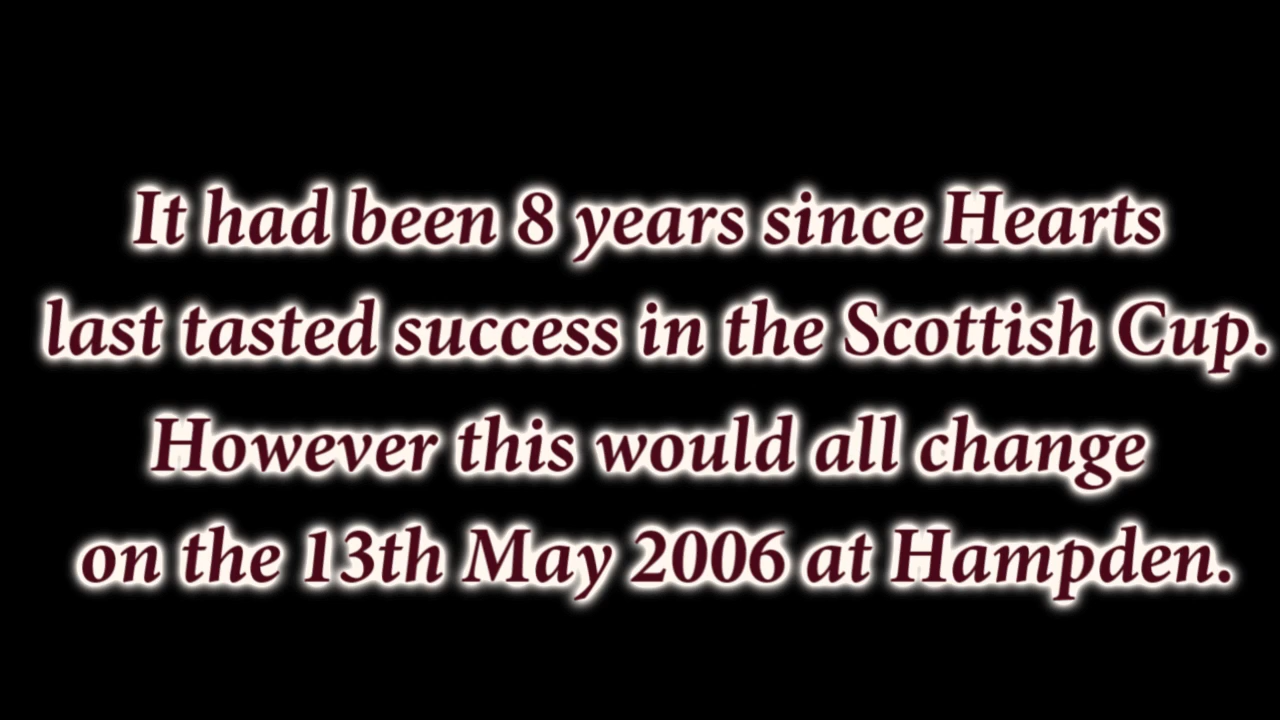 It had been 8 years since Hearts
last tasted success in the Scottish Cup.
However this would all change
on the 13th May 2006 at Hampden.